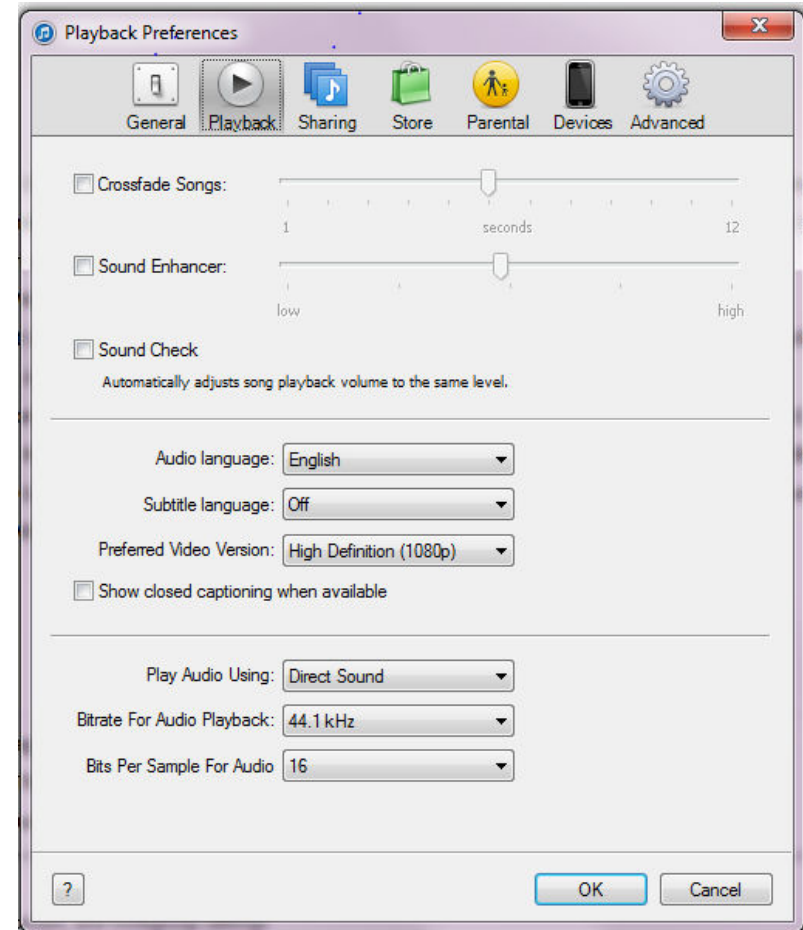 Playback Preferences
General Playback Sharing Store Parental Devices Advanced
Crossfade Songs:
1 seconds 12
Sound Enhancer:
low high
Sound Check
Automatically adjusts song playback volume to the same level.
Audio language: English
Subtitle language: Off
Preferred Video Version: High Definition (1080p)
Show closed captioning when available
Play Audio Using: Direct Sound
Bitrate For Audio Playback: 44.1 kHz
Bits Per Sample For Audio 16
? OK Cancel